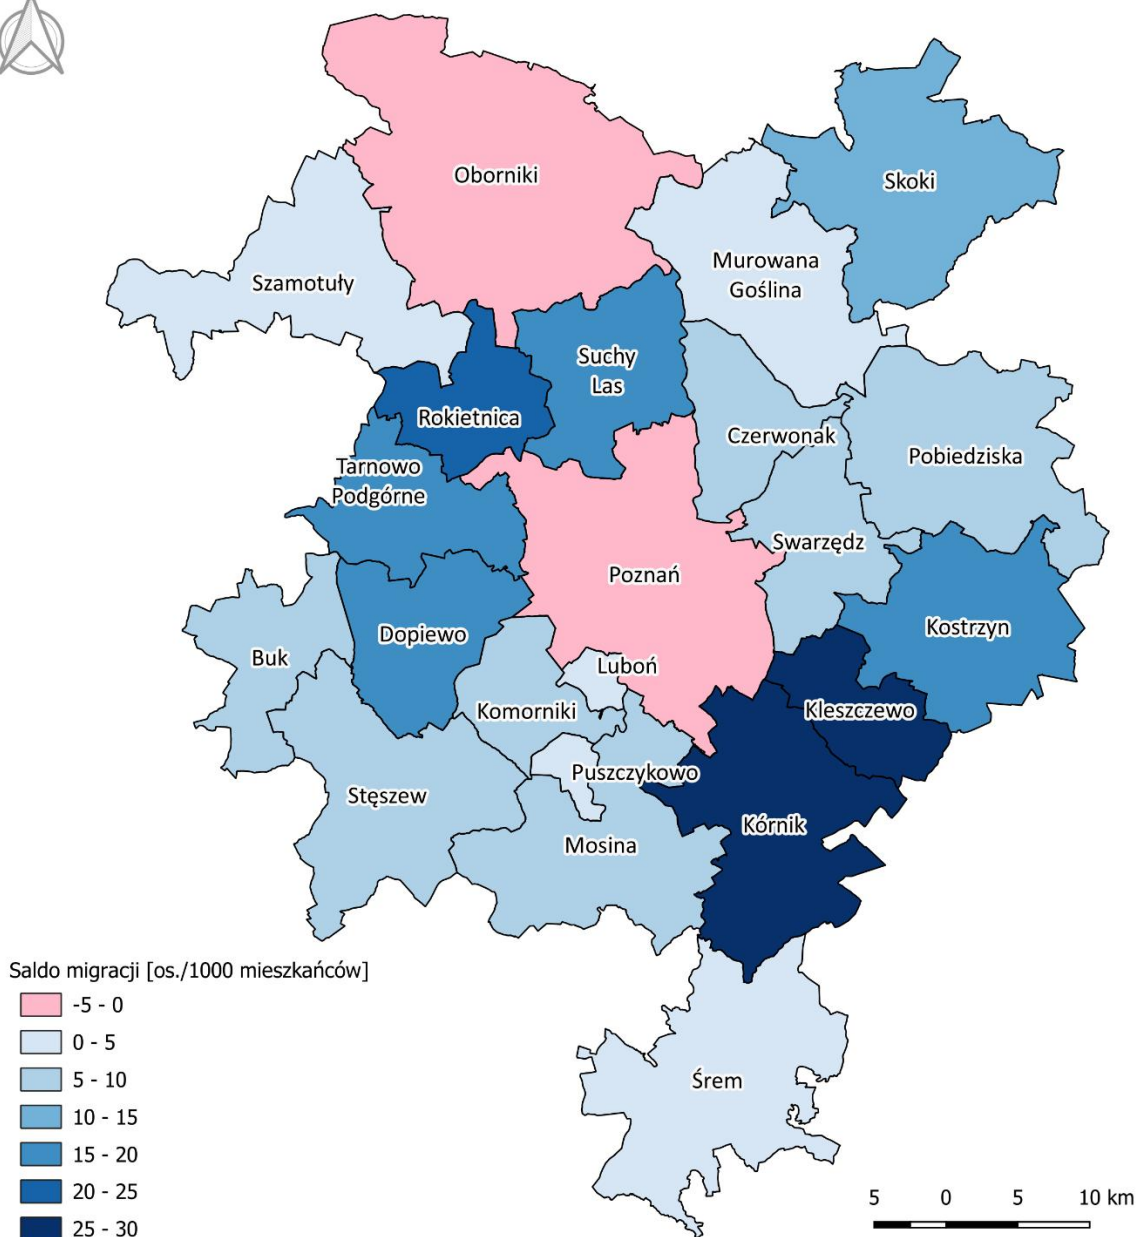 Oborniki
Skoki
Murowana
Goślina
Szamotuły
Suchy
Las
Rokietnica
Czerwonak
Pobiedziska
Tarnowo
Podgórne
Swarzędz
Poznań
Kostrzyn
Dopiewo
Buk
Luboń
Komorniki
Kleszczewo
Puszczykowo
Stęszew
Kórnik
Mosina
Saldo migracji [os./1000 mieszkańców]
-5 - 0
0 - 5
5 - 10
10 - 15
15 - 20
20 - 25
25 - 30
Śrem
5 0 5 10 km